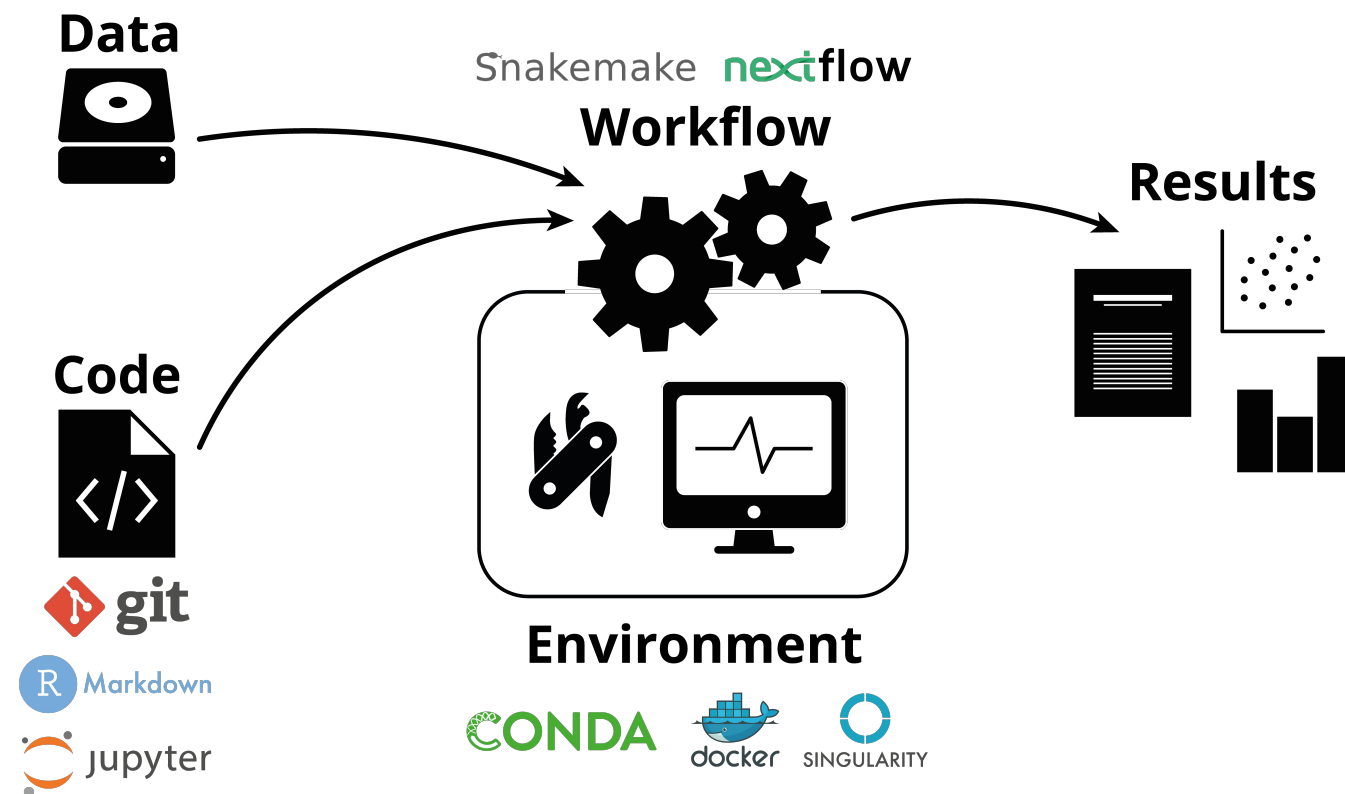 Data
Snakemake nextflow
Workflow
Results
Code
</>
git
R Markdown
jupyter
Environment
CONDA
docker
SINGULARITY